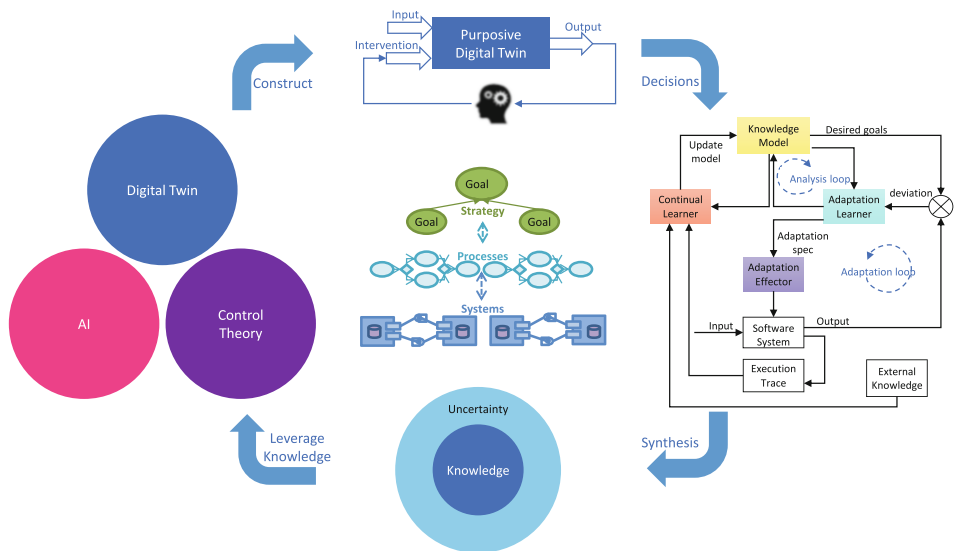 Input
Intervention
Purposive
Digital Twin
Output
Construct
Decisions
Digital Twin
AI
Control
Theory
Goal
Goal
Goal
Strategy
Processes
Systems
Knowledge
Model
Desired goals
Update
model
Analysis loop
Continual
Learner
Adaptation
Learner
deviation
Adaptation
spec
Adaptation
Effector
Adaptation loop
Input
Software
System
Output
Execution
Trace
External
Knowledge
Uncertainty
Knowledge
Leverage
Knowledge
Synthesis